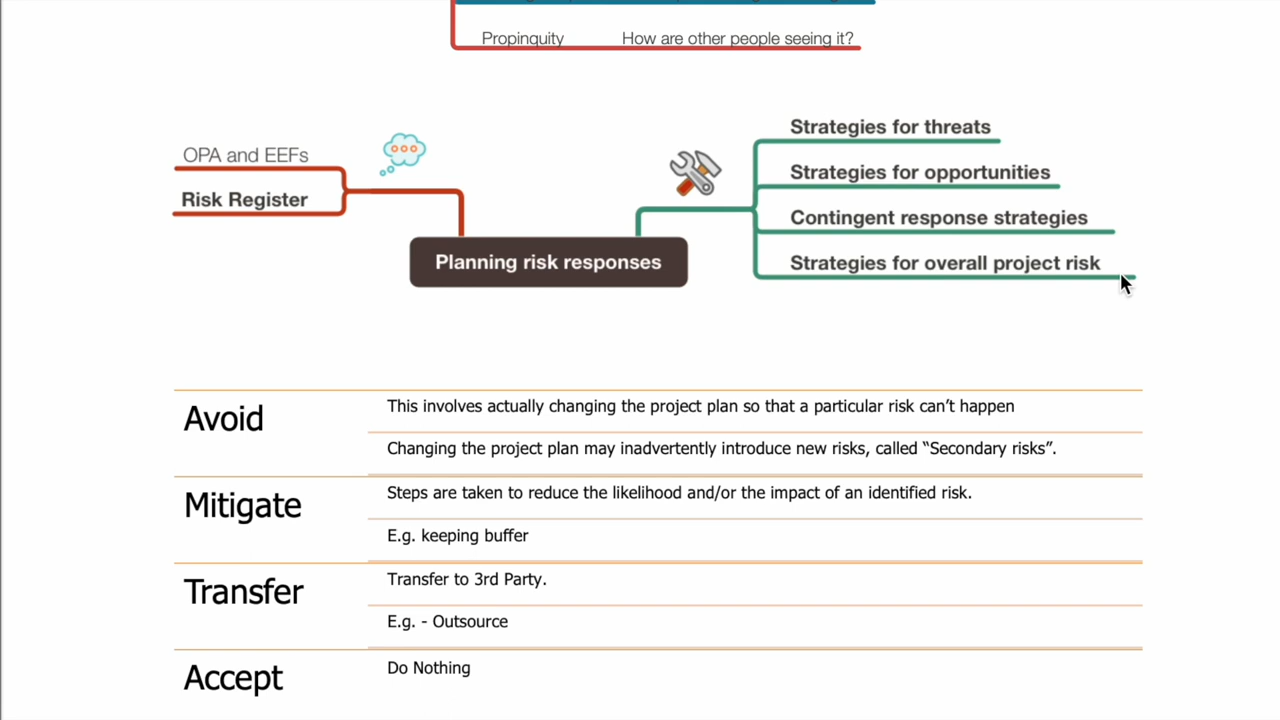 Propinquity How are other people seeing it?
OPA and EEFs
Risk Register
Planning risk responses
Strategies for threats
Strategies for opportunities
Contingent response strategies
Strategies for overall project risk
Avoid
This involves actually changing the project plan so that a particular risk can’t happen
Changing the project plan may inadvertently introduce new risks, called “Secondary risks”.
Mitigate
Steps are taken to reduce the likelihood and/or the impact of an identified risk.
E.g. keeping buffer
Transfer
Transfer to 3rd Party.
E.g. - Outsource
Accept
Do Nothing